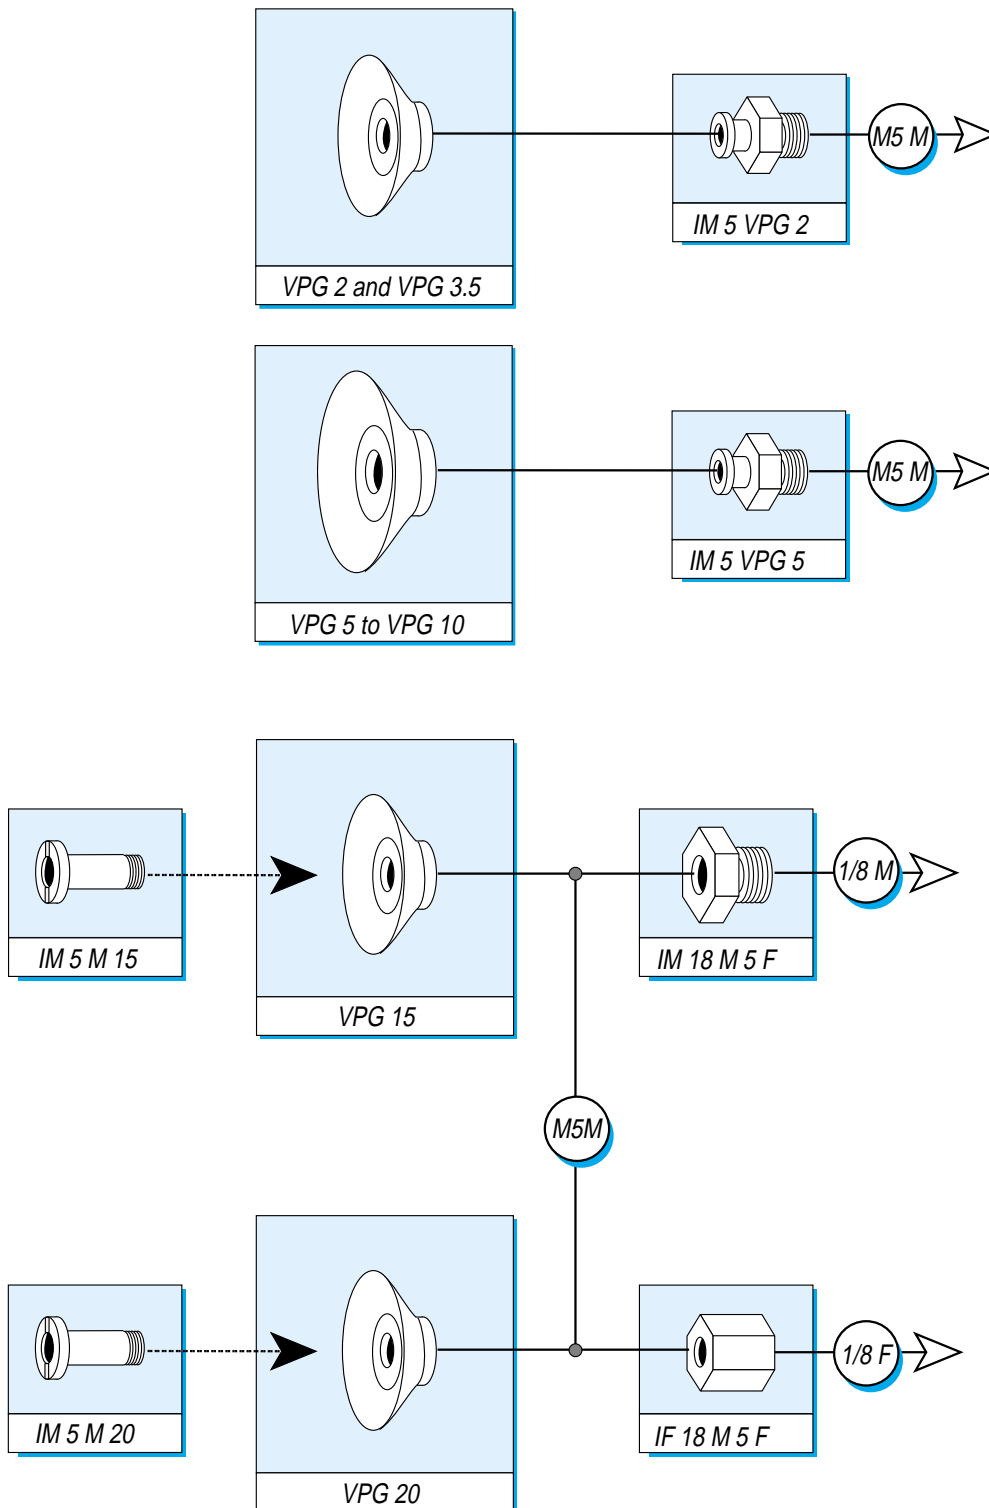 M5 M
IM 5 VPG 2
VPG 2 and VPG 3.5
M5 M
IM 5 VPG 5
VPG 5 to VPG 10
1/8 M
IM 5 M 15
IM 18 M 5 F
VPG 15
M5M
1/8 F
IM 5 M 20
IF 18 M 5 F
VPG 20